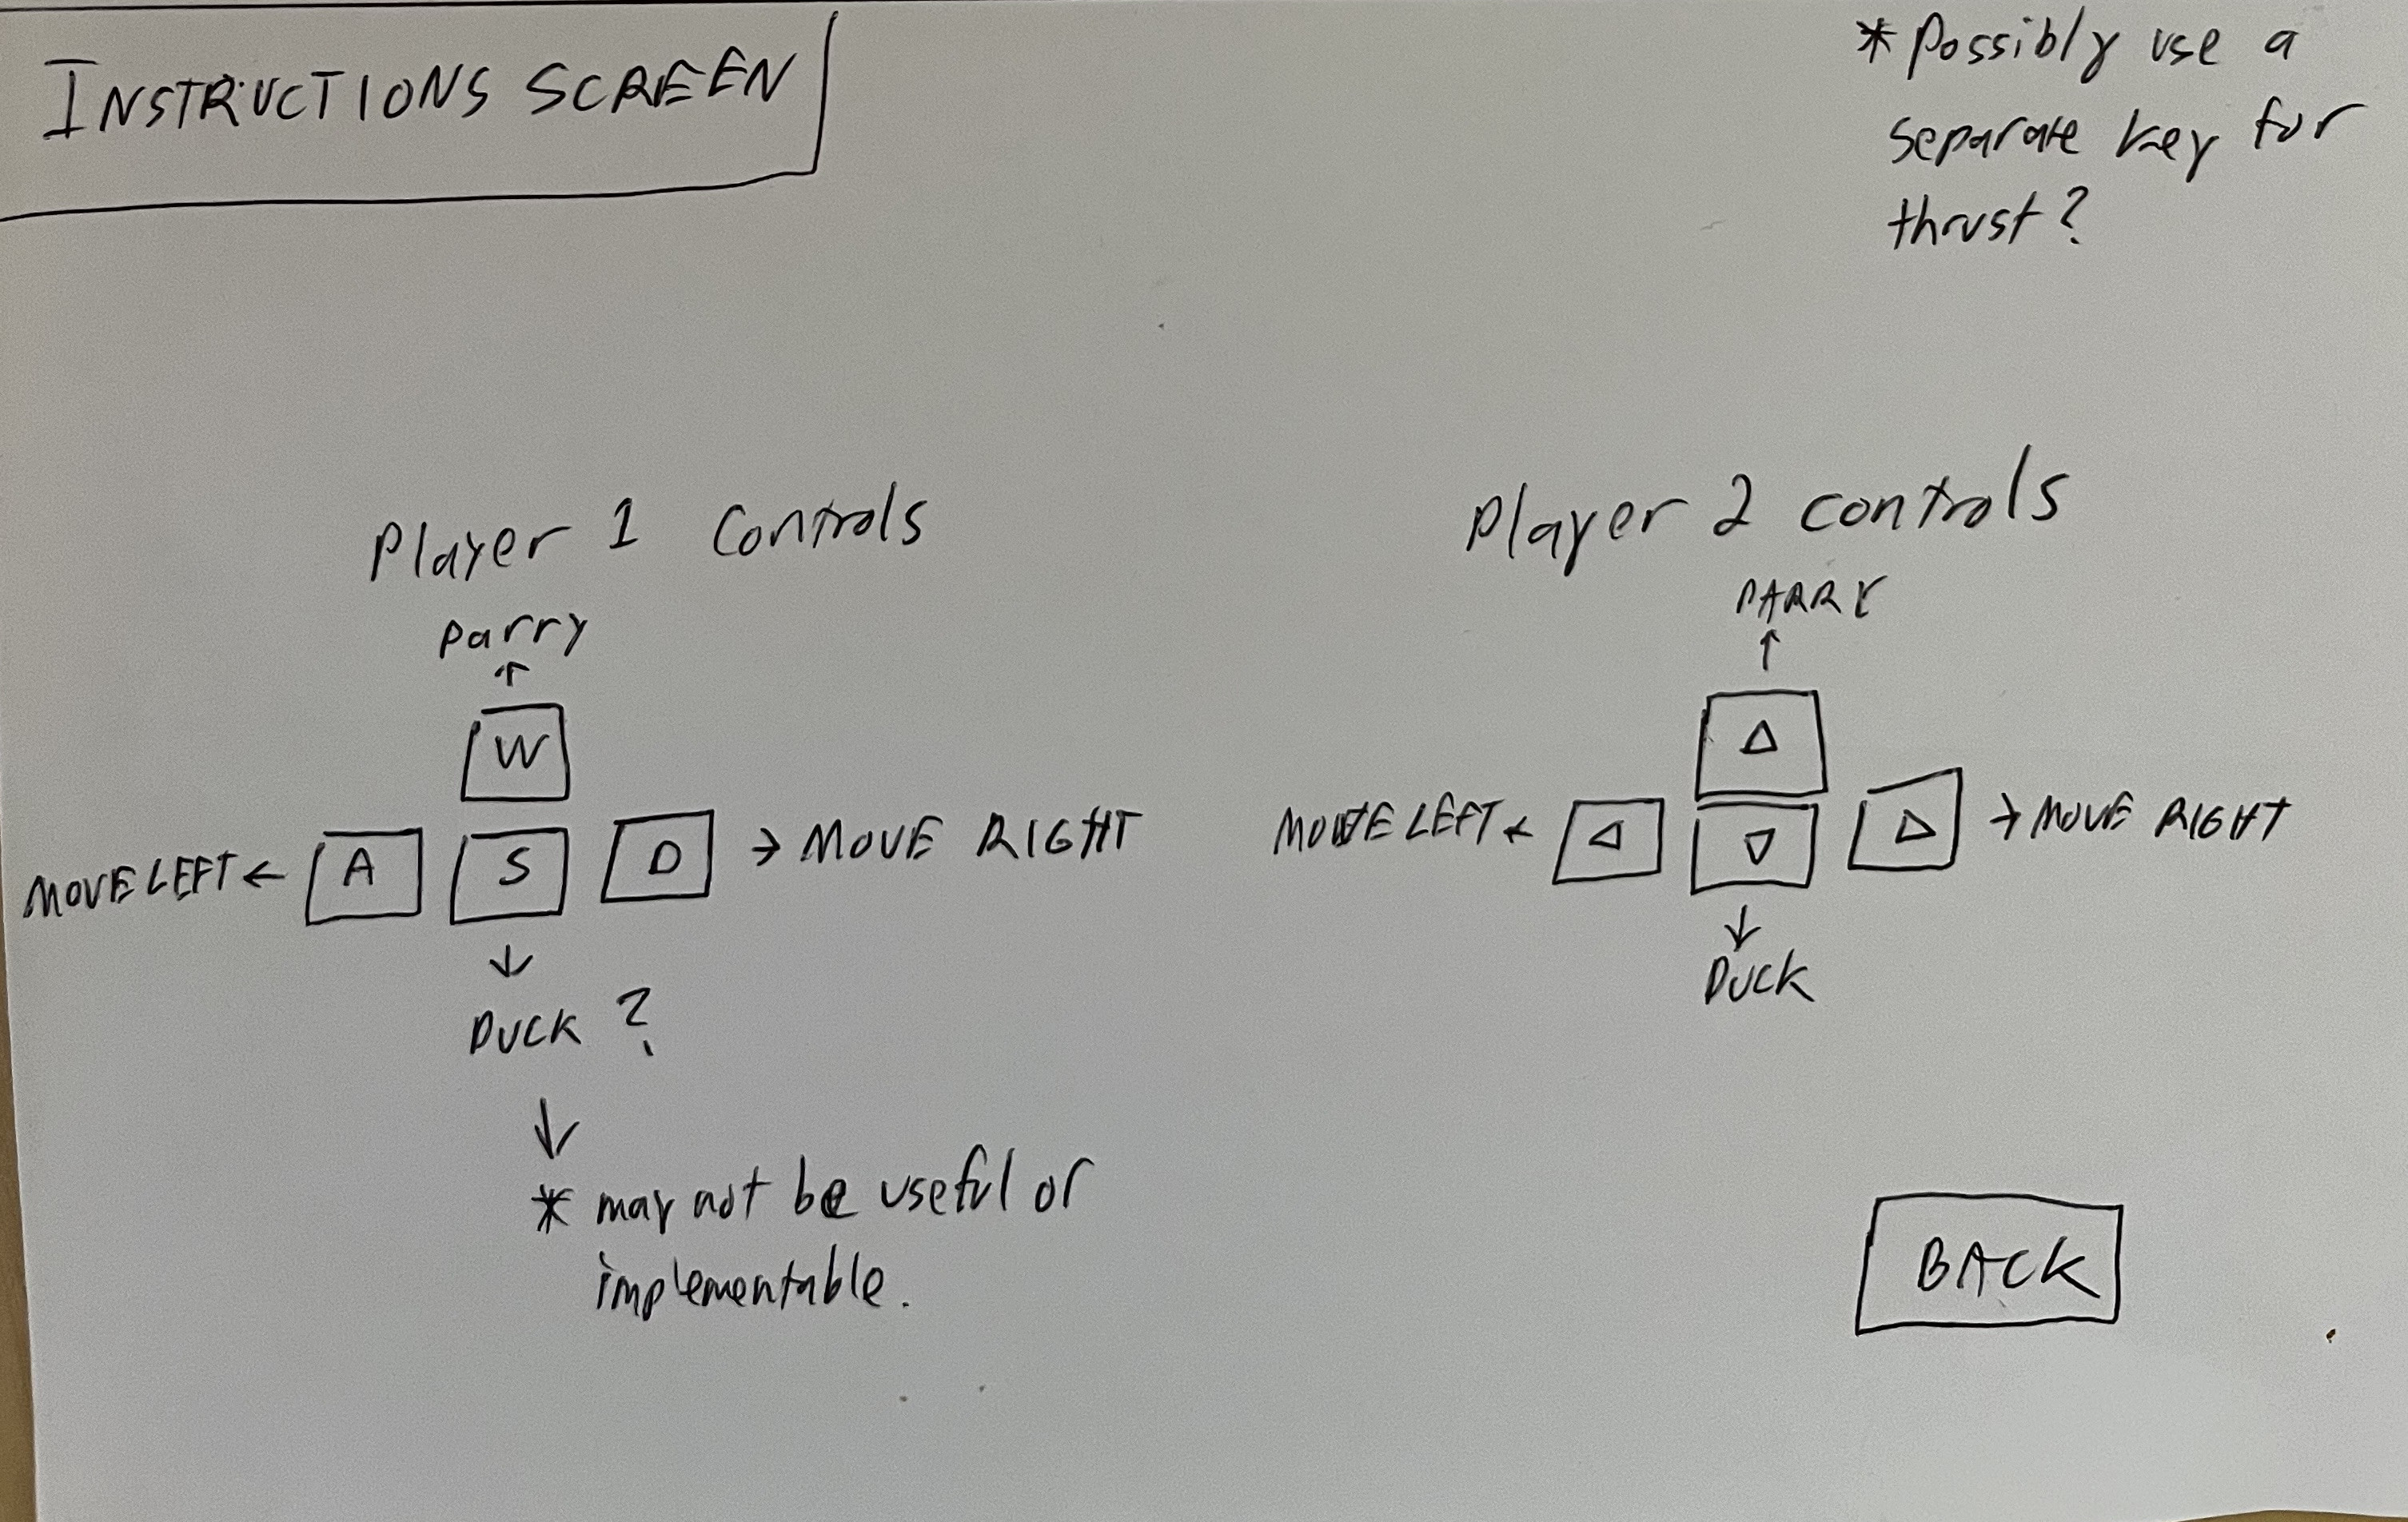 INSTRUCTIONS SCREEN
* Possibly use a
separate key for
thrust?
Player 1 Controls
parry
W
MOVE LEFT ← A S D → MOVE RIGHT
DUCK ?
* may not be useful or
implementable.
Player 2 controls
PARRY
MOVE LEFT ← → MOVE RIGHT
DUCK
BACK